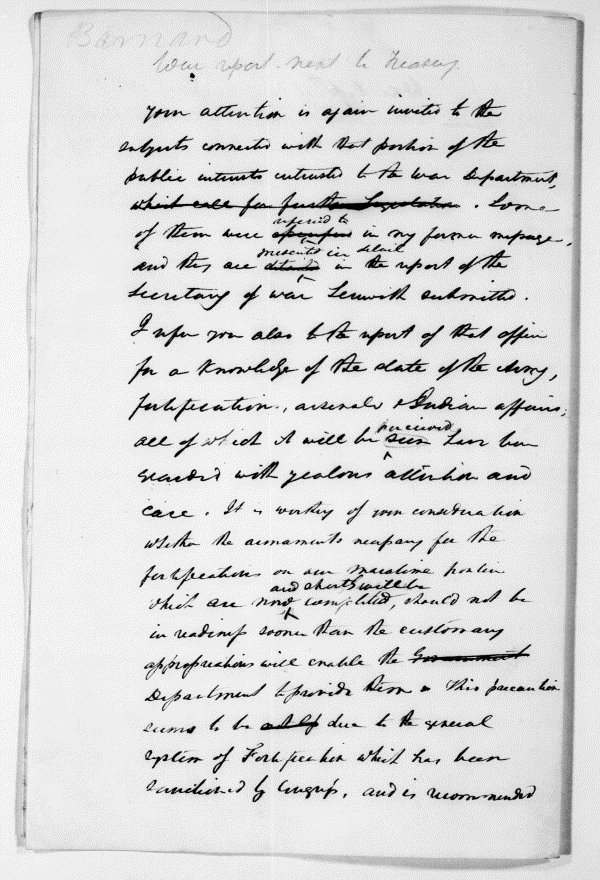 Barnard
War report next to Treasury
Your attention is again invited to the
subjects connected with that portion of the
public interests intrusted to the War Department,
which call for further Legislation. Some
referred to
of them were in my former message,
presented in detail
and they are detailed in the report of the
Secretary of War herewith submitted.
I refer you also to the report of that officer
for a knowledge of the state of the Army,
fortifications, arsenals & Indian affairs,
perceived
all of which it will be seen have been
guarded with zealous attention and
care. It is worthy of your consideration
whether the armaments necessary for the
fortifications on our maratime frontier
and shortly will be
which are now completed, should not be
in readiness sooner than the customary
appropriations will enable the Government
Department to provide them. This precaution
seems to be due to the general
system of Fortification which has been
sanctioned by Congress, and is recommended